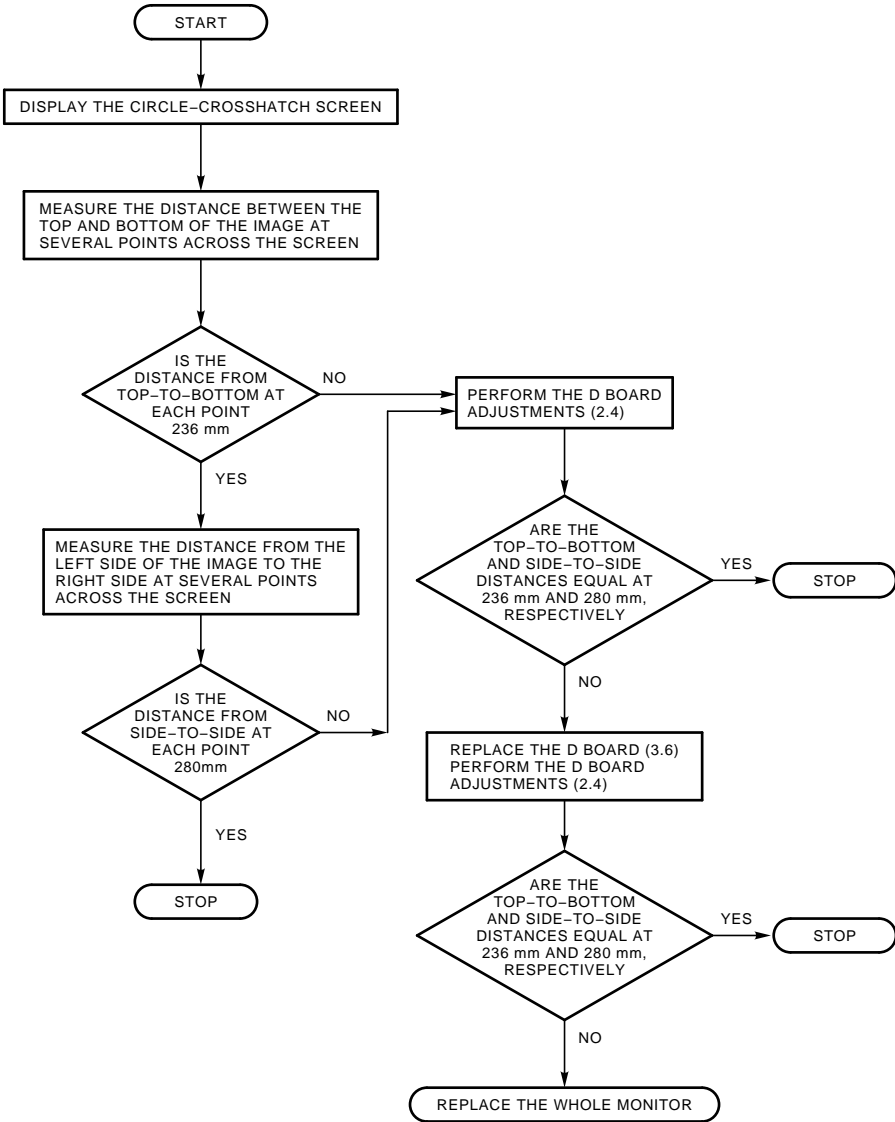 START
DISPLAY THE CIRCLE–CROSSHATCH SCREEN
MEASURE THE DISTANCE BETWEEN THE
TOP AND BOTTOM OF THE IMAGE AT
SEVERAL POINTS ACROSS THE SCREEN
IS THE
DISTANCE FROM
TOP–TO–BOTTOM AT
EACH POINT
236 mm
NO
YES
MEASURE THE DISTANCE FROM THE
LEFT SIDE OF THE IMAGE TO THE
RIGHT SIDE AT SEVERAL POINTS
ACROSS THE SCREEN
IS THE
DISTANCE FROM
SIDE–TO–SIDE AT
EACH POINT
280mm
NO
YES
STOP
PERFORM THE D BOARD
ADJUSTMENTS (2.4)
ARE THE
TOP–TO–BOTTOM
AND SIDE–TO–SIDE
DISTANCES EQUAL AT
236 mm AND 280 mm,
RESPECTIVELY
YES
STOP
NO
REPLACE THE D BOARD (3.6)
PERFORM THE D BOARD
ADJUSTMENTS (2.4)
ARE THE
TOP–TO–BOTTOM
AND SIDE–TO–SIDE
DISTANCES EQUAL AT
236 mm AND 280 mm,
RESPECTIVELY
YES
STOP
NO
REPLACE THE WHOLE MONITOR